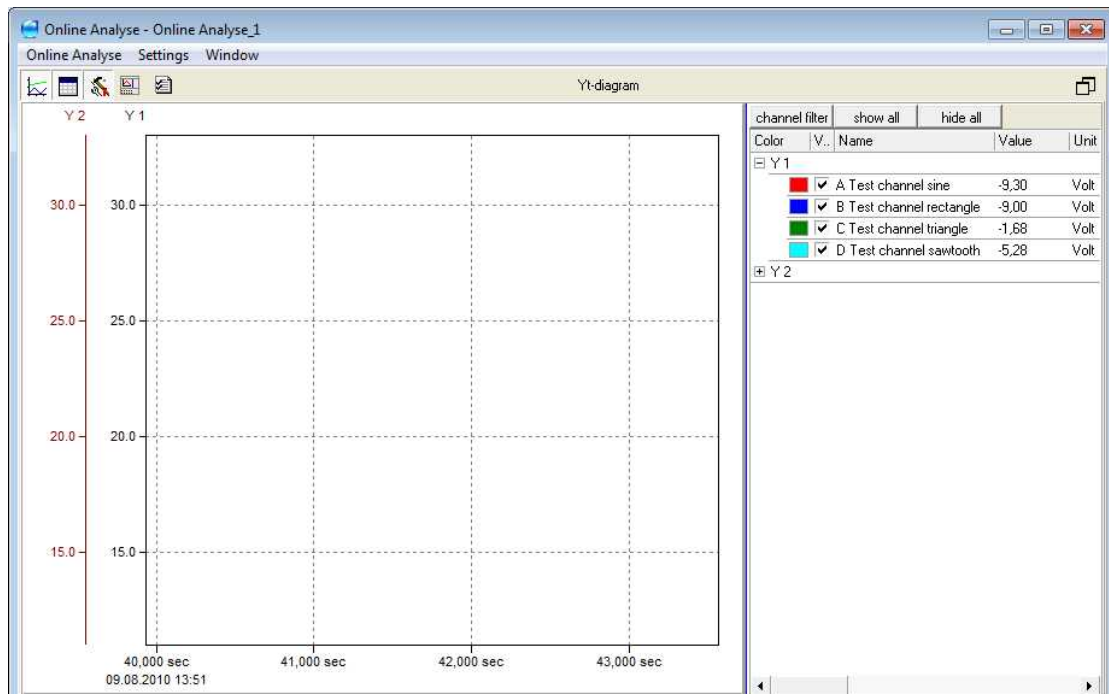 Online Analyse - Online Analyse_1
Online Analyse Settings Window
Yt-diagram
Y 2 Y 1
30.0 30.0
25.0 25.0
20.0 20.0
15.0 15.0
40,000 sec 41,000 sec 42,000 sec 43,000 sec
09.08.2010 13:51
channel filter show all hide all
Color V.. Name Value Unit
Y 1
A Test channel sine -9,30 Volt
B Test channel rectangle -9,00 Volt
C Test channel triangle -1,68 Volt
D Test channel sawtooth -5,28 Volt
Y 2